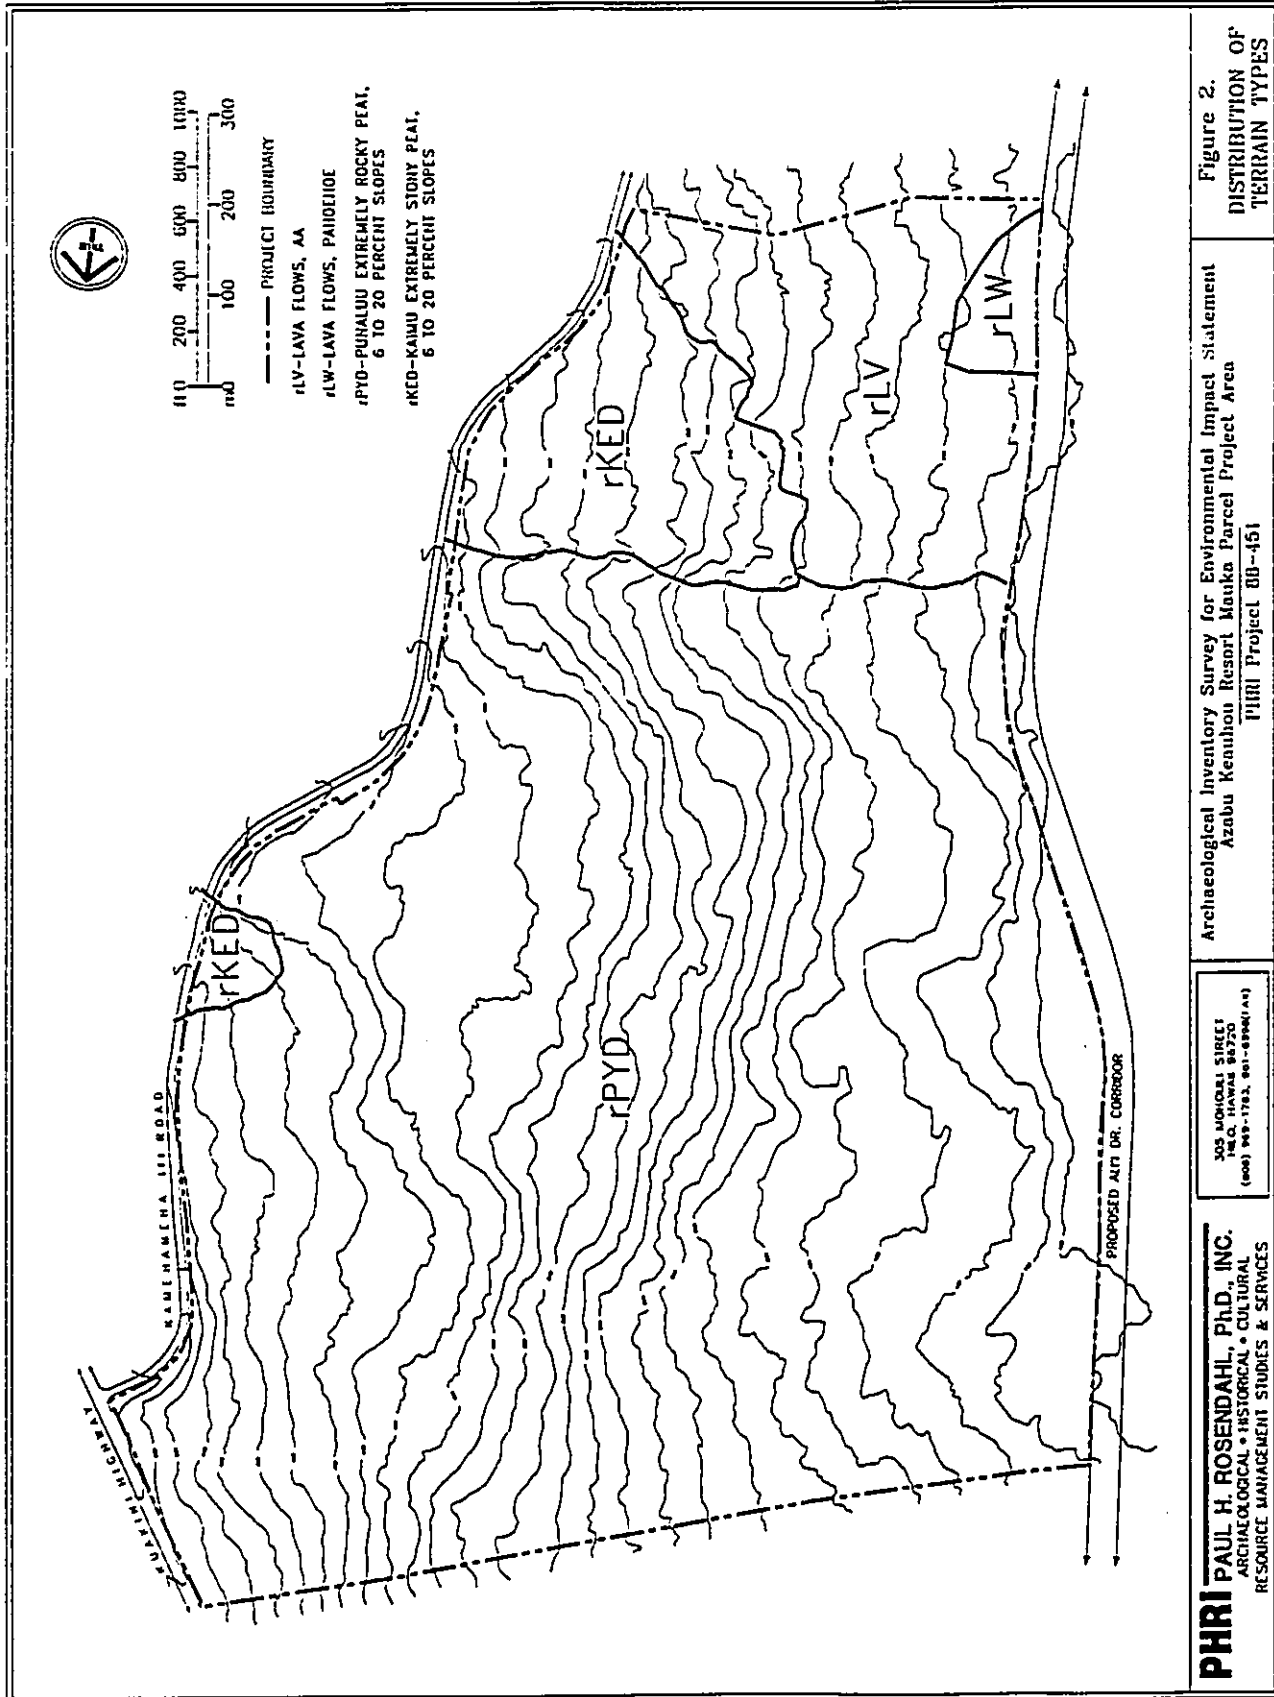 TRUE
200 400 600 800 1000
0 100 200 300
PROJECT BOUNDARY
rLV-LAVA FLOWS, AA
rLW-LAVA FLOWS, PAHOEHOE
rPYD-PUNALUU EXTREMELY ROCKY PEAT,
6 TO 20 PERCENT SLOPES
rKED-KAIMU EXTREMELY STONY PEAT,
6 TO 20 PERCENT SLOPES
KUAKINI HIGHWAY
KAMEHAMEHA III ROAD
rKED
rKED
rPYD
rLV
rLW
PROPOSED ALII DR. CORRIDOR
PHRI PAUL H. ROSENDAHL, Ph.D., INC.
ARCHAEOLOGICAL • HISTORICAL • CULTURAL
RESOURCE MANAGEMENT STUDIES & SERVICES
305 MOHOULI STREET
HILO, HAWAII 96720
Archaeological Inventory Survey for Environmental Impact Statement
Azabu Keauhou Resort Mauka Parcel Project Area
PHRI Project 88-451
Figure 2.
DISTRIBUTION OF
TERRAIN TYPES